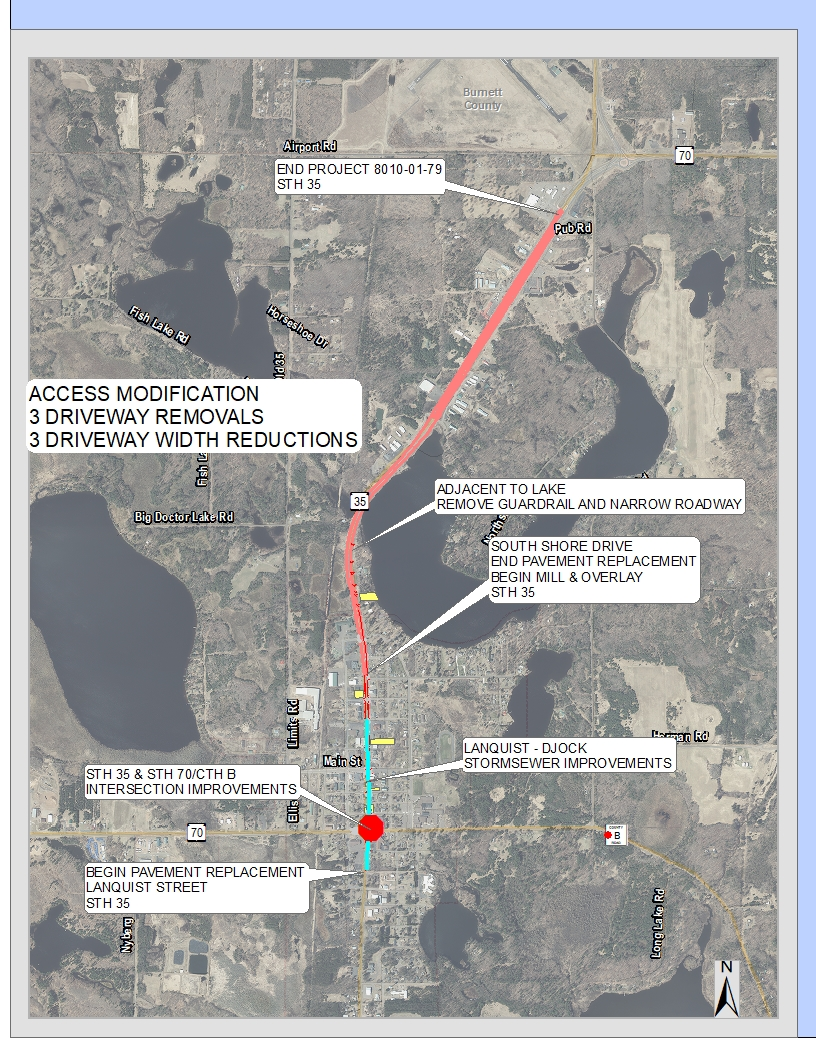 Burnett
County
Airport Rd
70
END PROJECT 8010-01-79
STH 35
Pub Rd
Fish Lake Rd
Horseshoe Dr
ACCESS MODIFICATION
3 DRIVEWAY REMOVALS
3 DRIVEWAY WIDTH REDUCTIONS
35
ADJACENT TO LAKE
REMOVE GUARDRAIL AND NARROW ROADWAY
Big Doctor Lake Rd
SOUTH SHORE DRIVE
END PAVEMENT REPLACEMENT
BEGIN MILL & OVERLAY
STH 35
Limits Rd
LANQUIST - DJOCK
STORMSEWER IMPROVEMENTS
Main St
STH 35 & STH 70/CTH B
INTERSECTION IMPROVEMENTS
Ellis
70
COUNTY
B
ROAD
BEGIN PAVEMENT REPLACEMENT
LANQUIST STREET
STH 35
Nyberg
Long Lake Rd
N